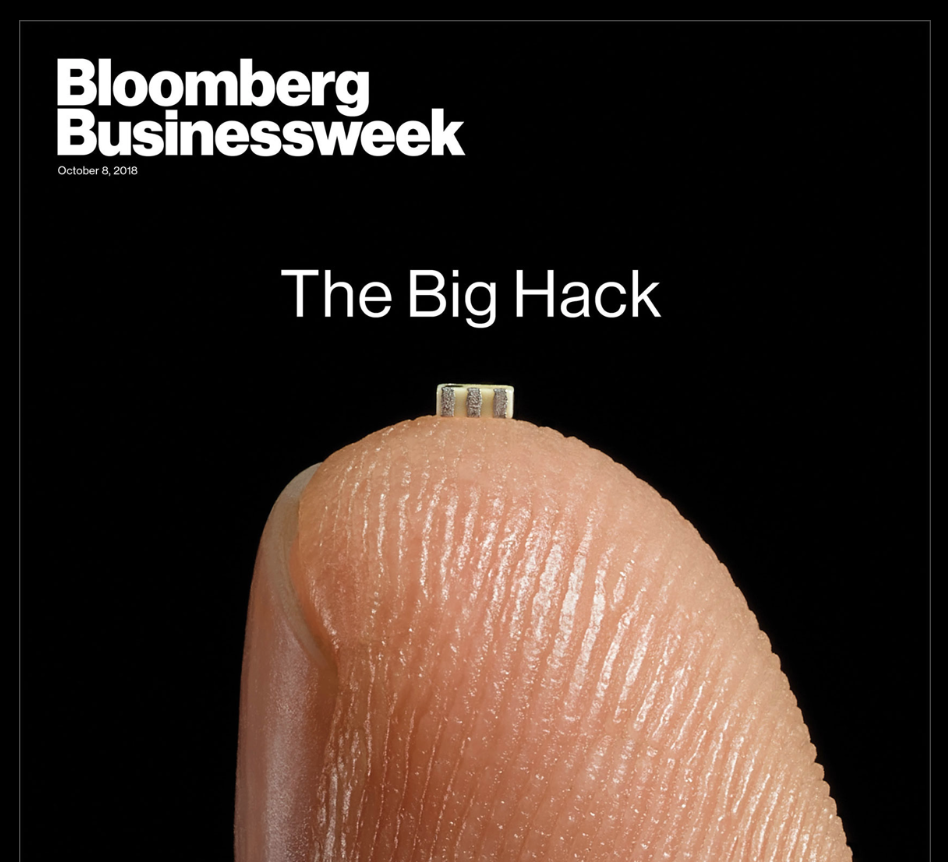 Bloomberg
Businessweek
October 8, 2018
The Big Hack